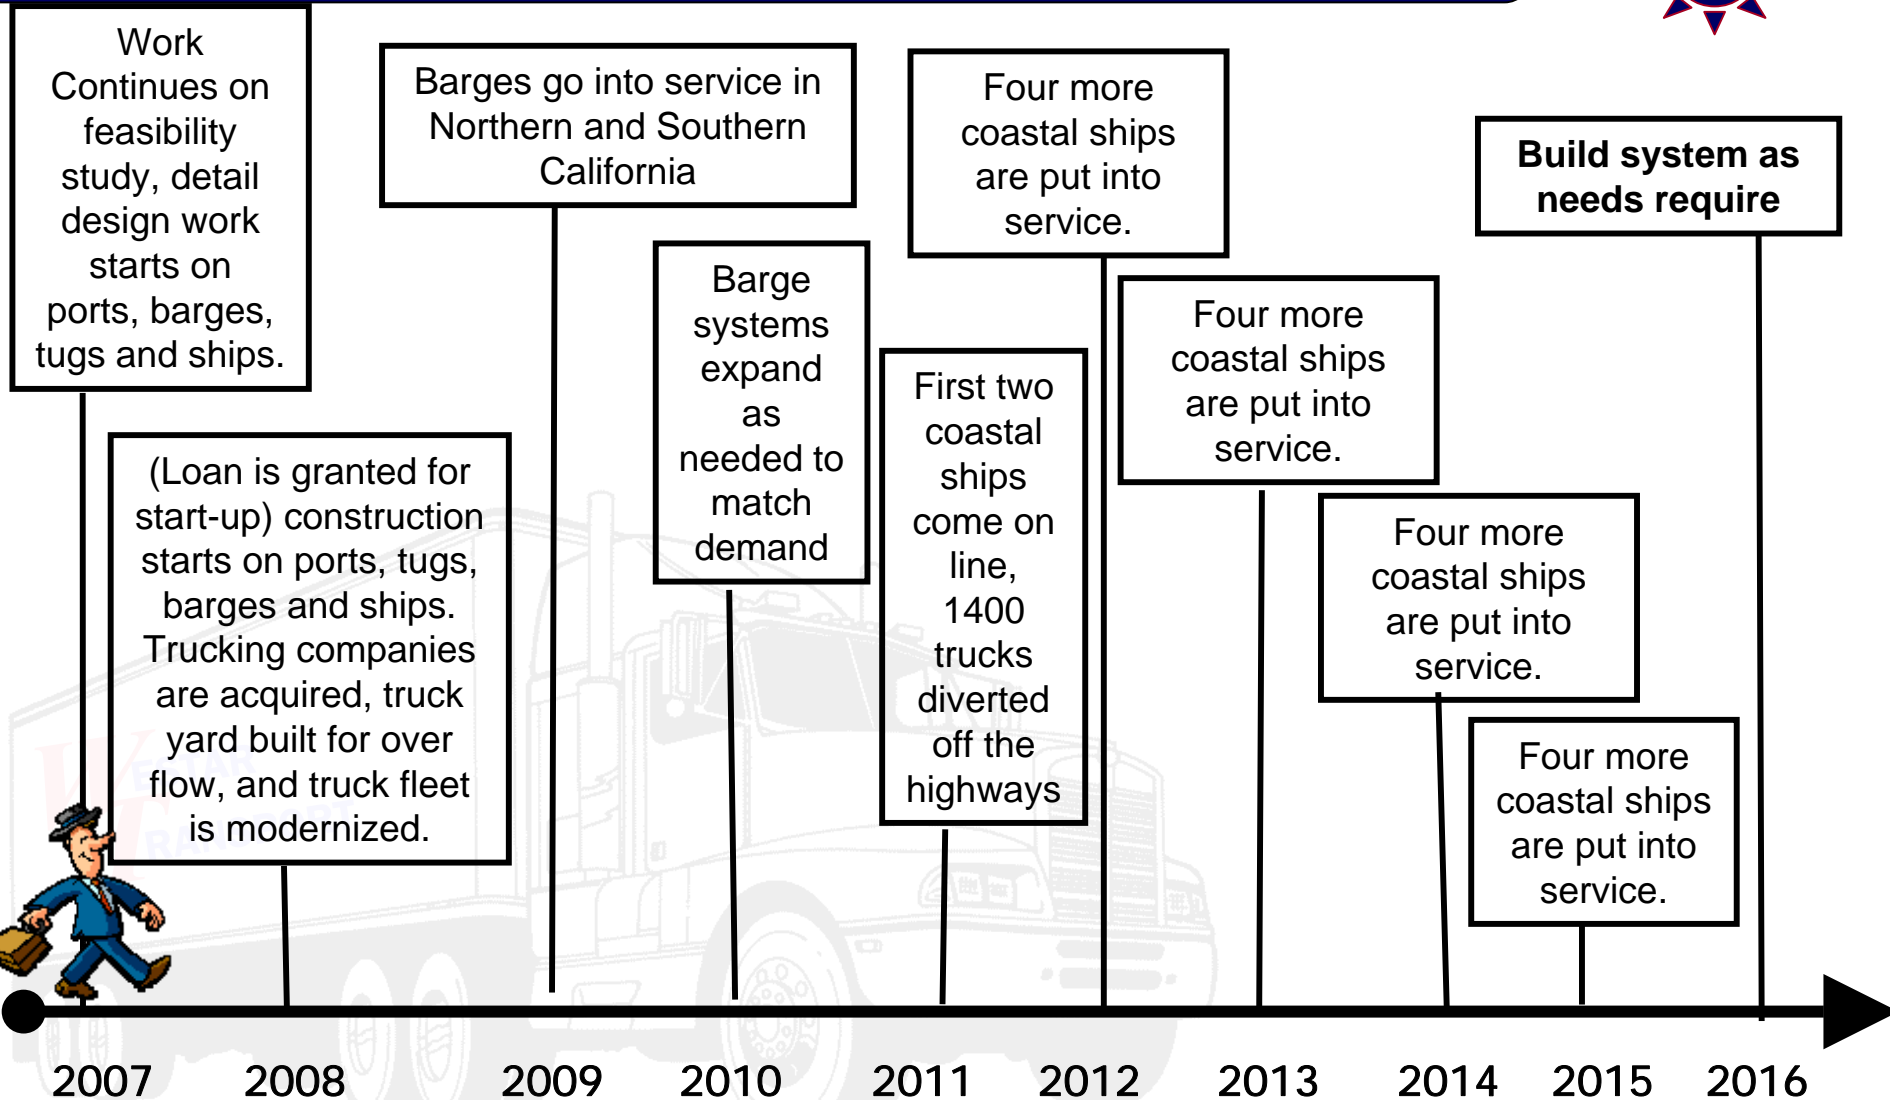 Work
Continues on
feasibility
study, detail
design work
starts on
ports, barges,
tugs and ships.
(Loan is granted for
start-up) construction
starts on ports, tugs,
barges and ships.
Trucking companies
are acquired, truck
yard built for over
flow, and truck fleet
is modernized.
Barges go into service in
Northern and Southern
California
Barge
systems
expand
as
needed to
match
demand
First two
coastal
ships
come on
line,
1400
trucks
diverted
off the
highways
Four more
coastal ships
are put into
service.
Four more
coastal ships
are put into
service.
Four more
coastal ships
are put into
service.
Four more
coastal ships
are put into
service.
Build system as
needs require
WESTAR
TRANSPORT
2007 2008 2009 2010 2011 2012 2013 2014 2015 2016